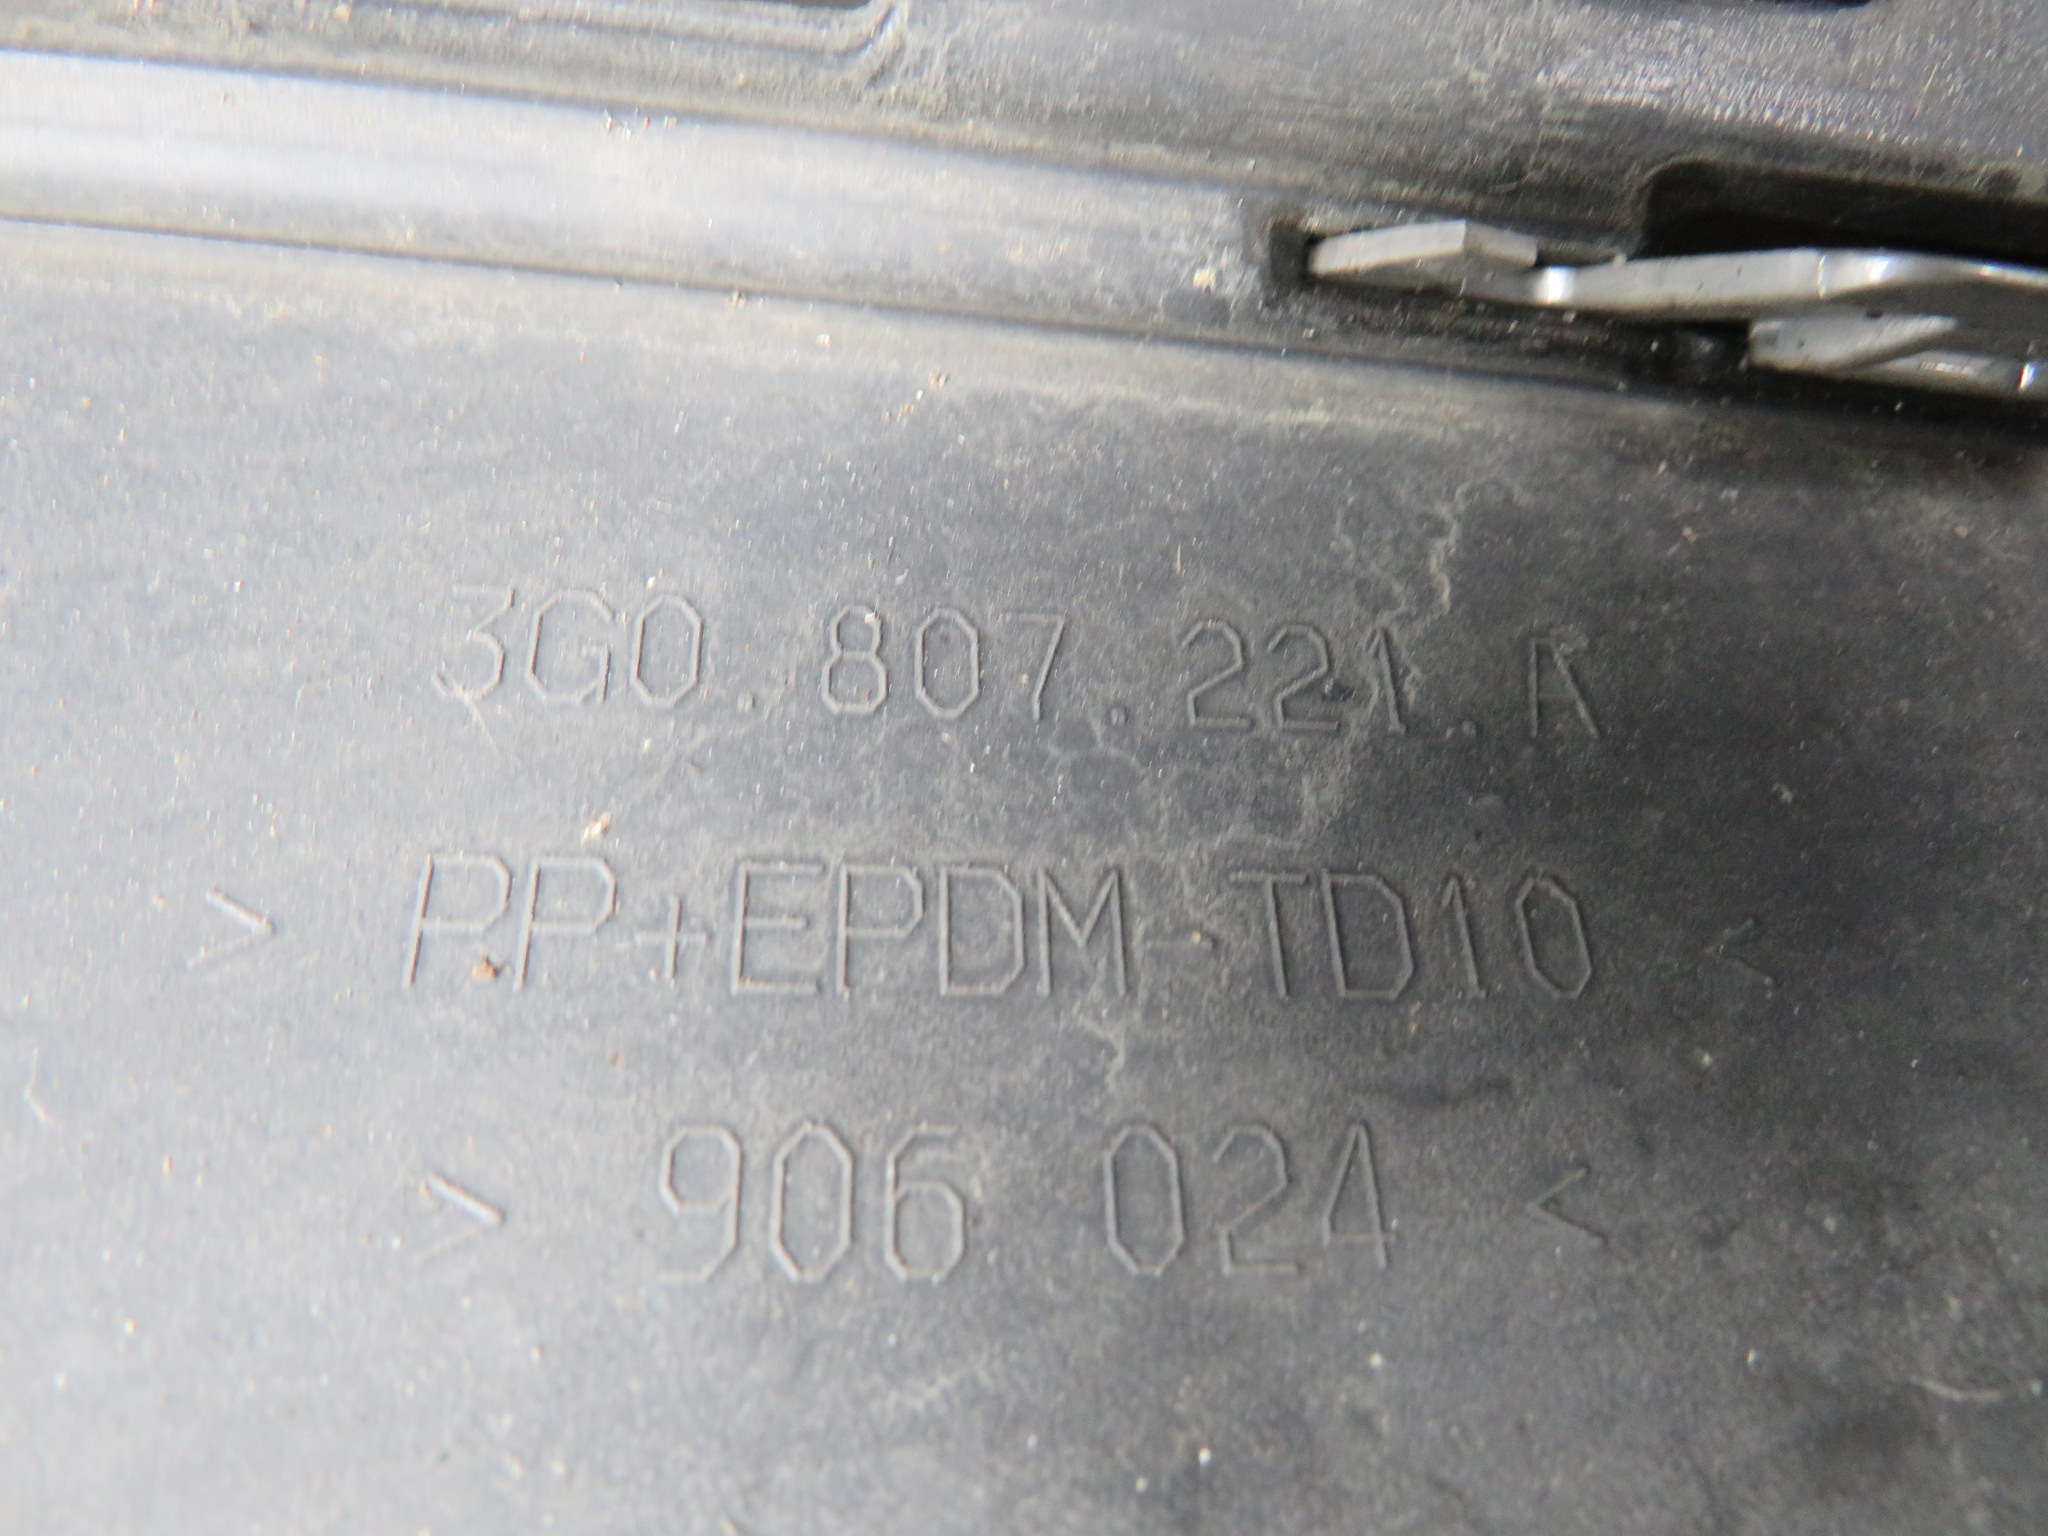 3G0.807.221.A
> PP+EPDM-TD10 <
> 906 024 <